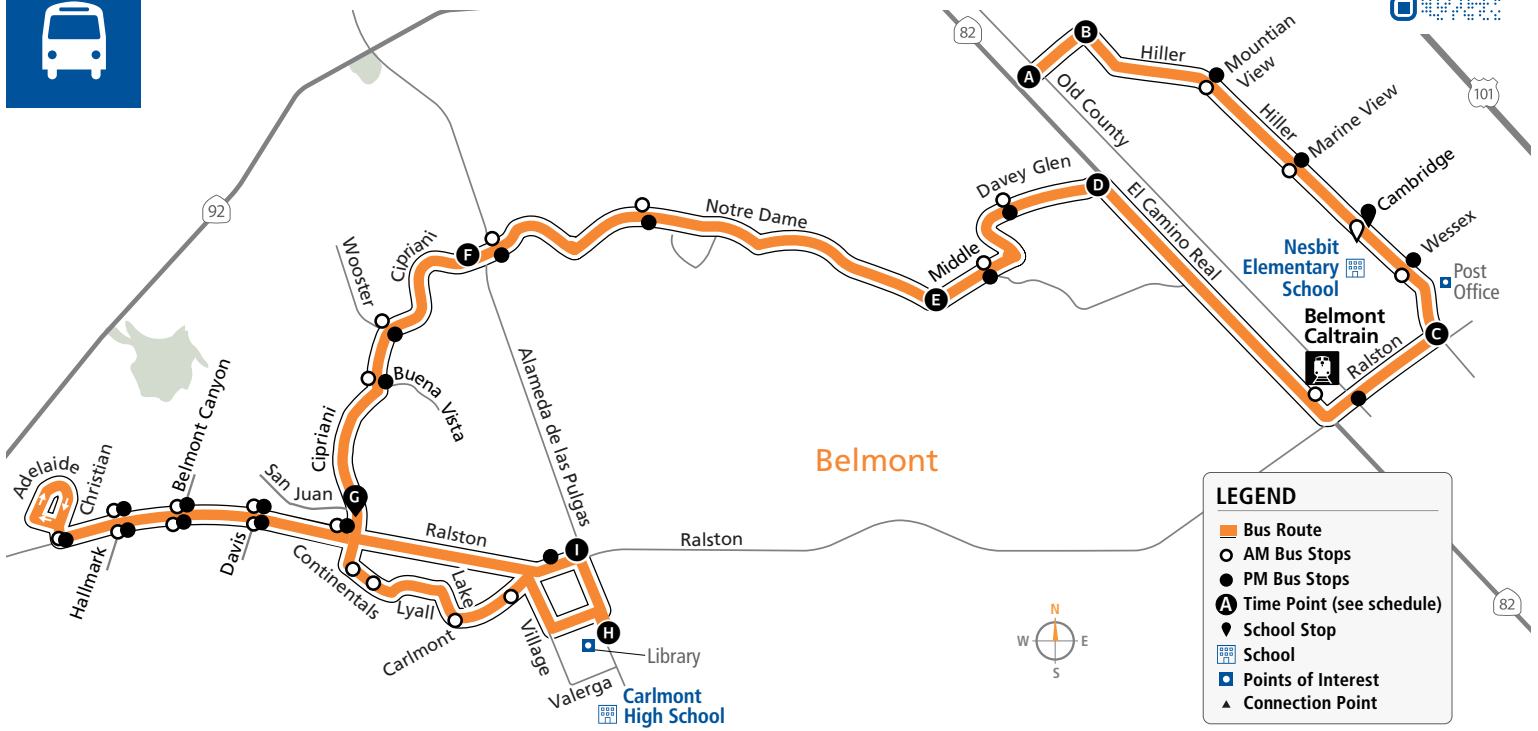 82
A
B
Hiller
Mountian
View
101
Old County
Hiller
Marine View
Cambridge
Wessex
Nesbit
Elementary
School
Post
Office
Davey Glen
D
El Camino Real
Middle
E
Notre Dame
92
Cipriani
F
Wooster
Belmont
Caltrain
C
Ralston
Buena Vista
Alameda de las Pulgas
Cipriani
Belmont Canyon
Belmont
Adelaide
Christian
San
Juan
G
Ralston
I
Ralston
Hallmark
Davis
Continentals
Lyall
Lake
Carlmont
Village
H
Library
Valerga
Carlmont
High School
N
W
E
S
LEGEND
Bus Route
AM Bus Stops
PM Bus Stops
A Time Point (see schedule)
School Stop
School
Points of Interest
Connection Point
82